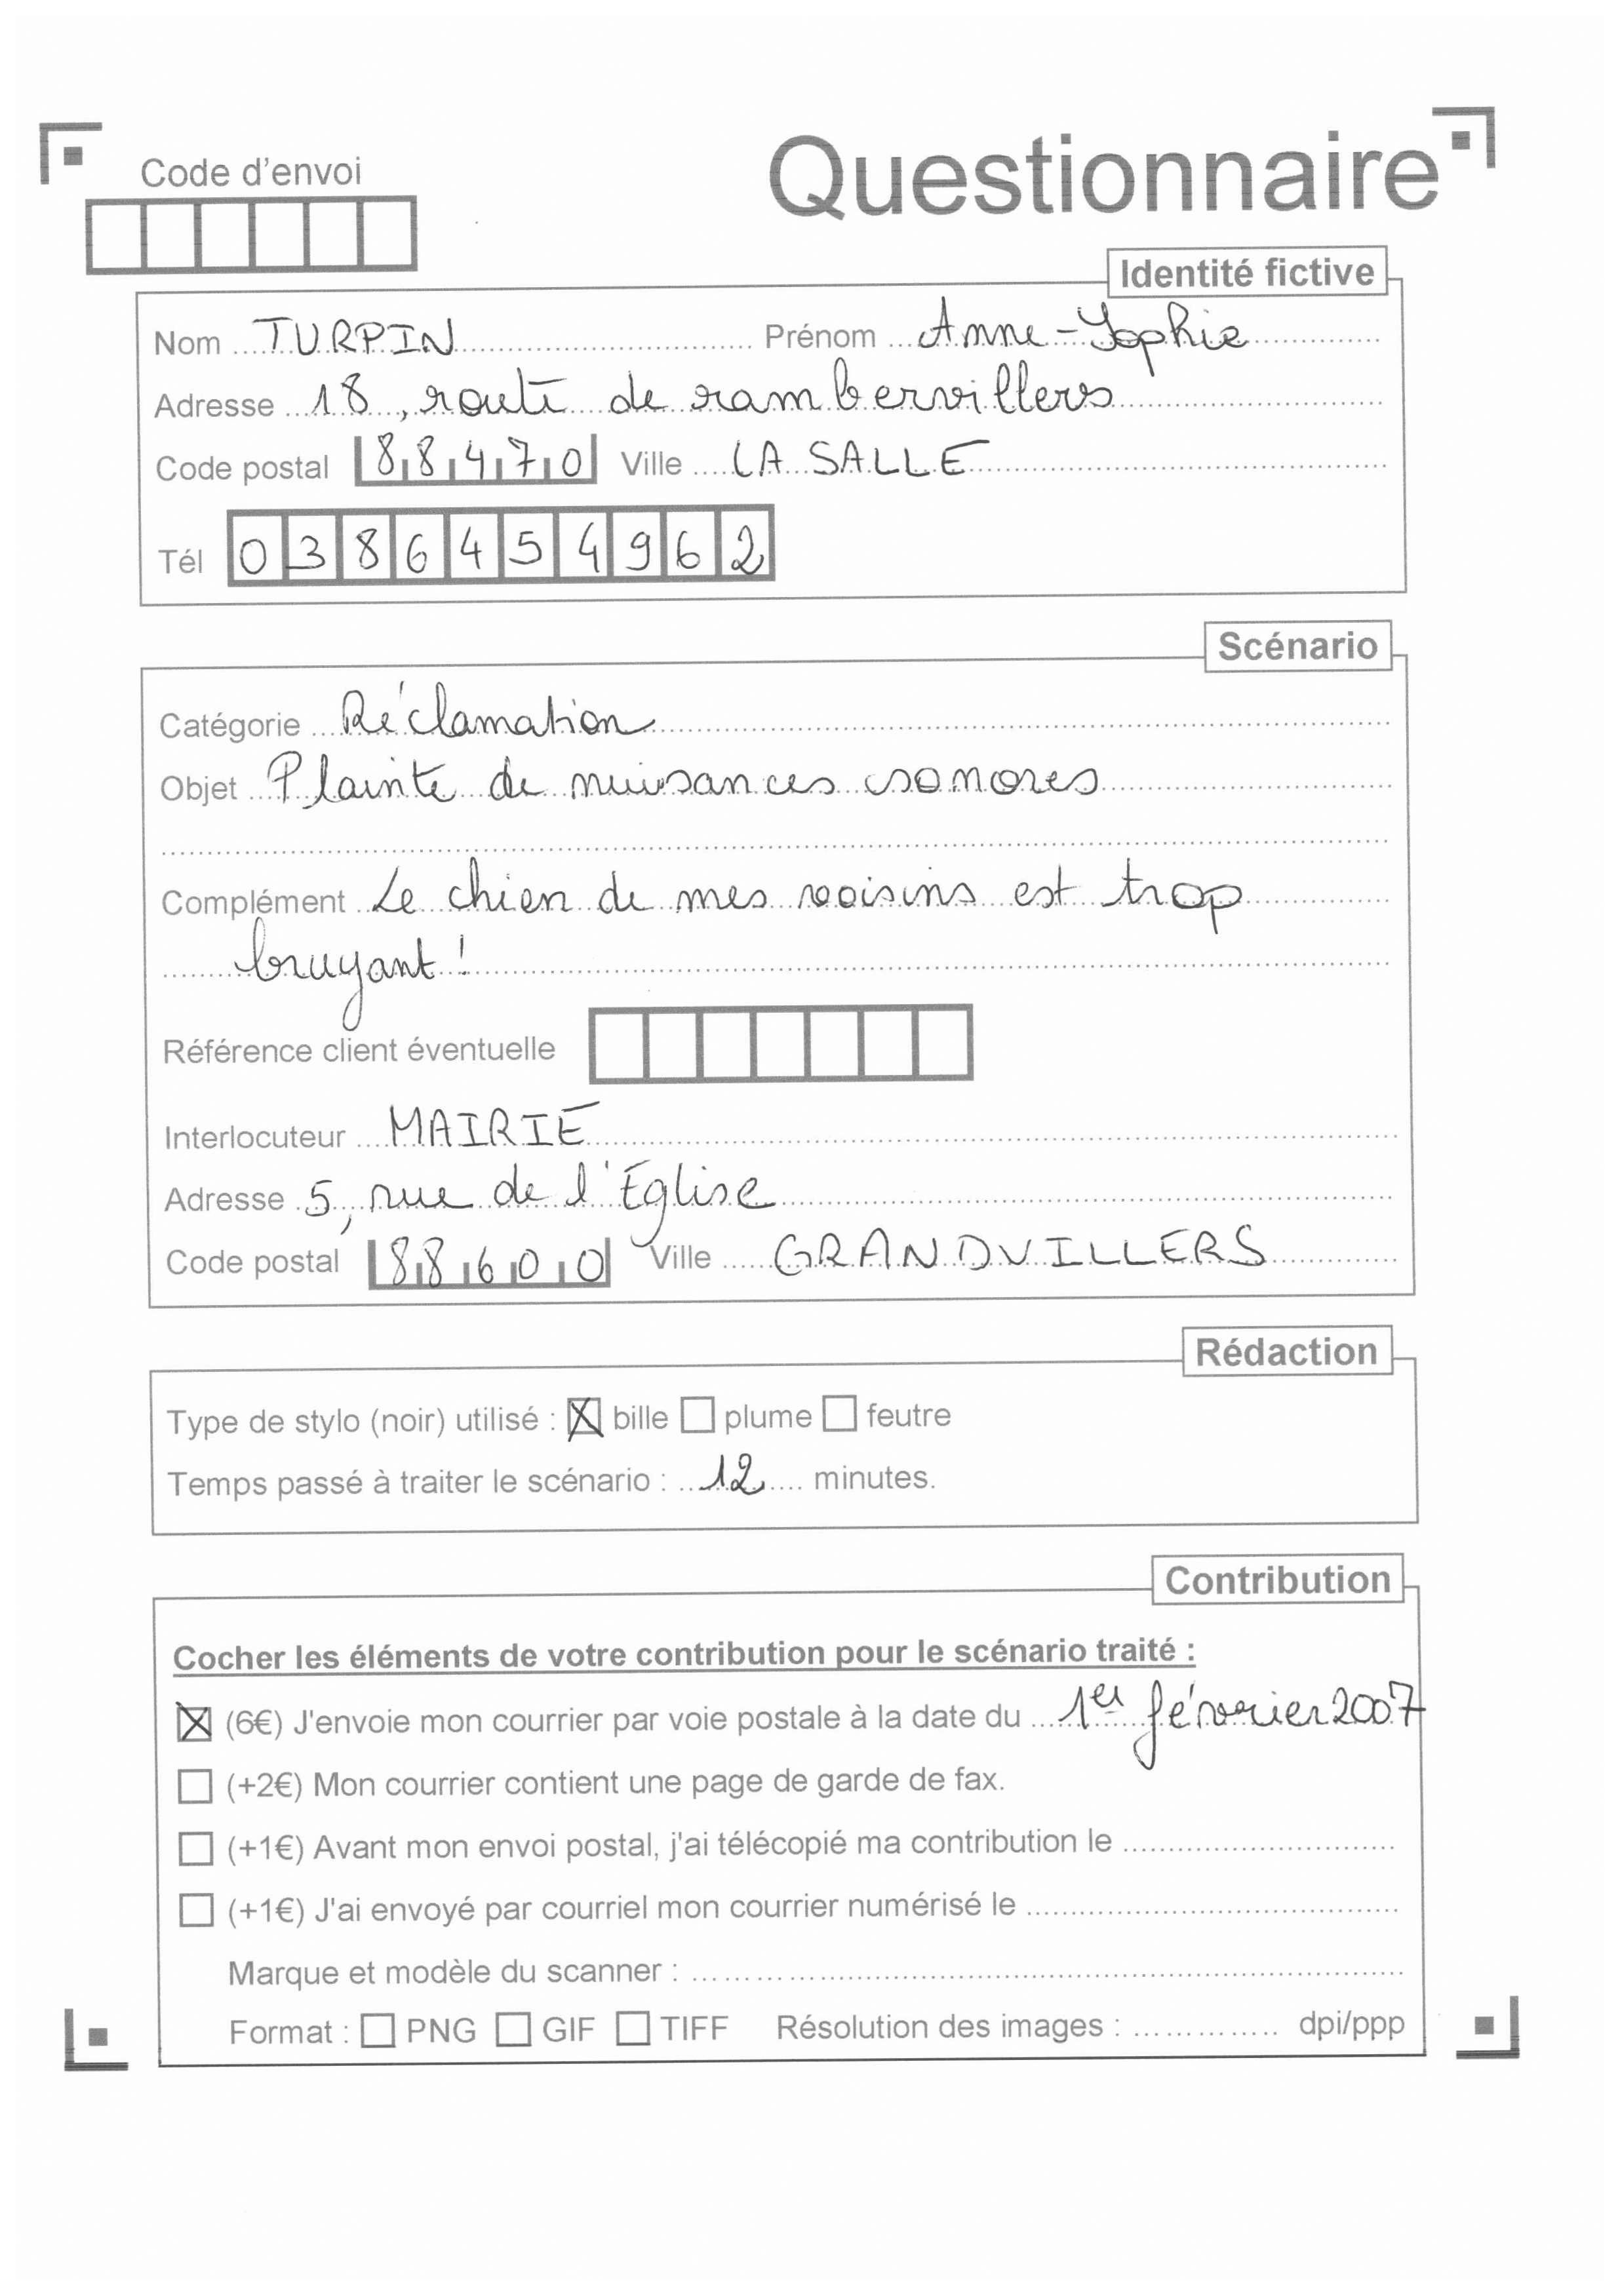 Code d'envoi
Questionnaire
Identité fictive
Nom TURPIN Prénom Anne-Sophie
Adresse 18, route de rambervillers
Code postal 88470 Ville LA SALLE
Tél 0386454962
Scénario
Catégorie Réclamation
Objet Plainte de nuisances sonores
Complément Le chien de mes voisins est trop
bruyant !
Référence client éventuelle
Interlocuteur MAIRIE
Adresse 5, rue de l'Eglise
Code postal 88600 Ville GRANDVILLERS
Rédaction
Type de stylo (noir) utilisé : bille plume feutre
Temps passé à traiter le scénario : 12 minutes.
Contribution
Cocher les éléments de votre contribution pour le scénario traité :
(6€) J'envoie mon courrier par voie postale à la date du 1er février 2007
(+2€) Mon courrier contient une page de garde de fax.
(+1€) Avant mon envoi postal, j'ai télécopié ma contribution le
(+1€) J'ai envoyé par courriel mon courrier numérisé le
Marque et modèle du scanner :
Format : PNG GIF TIFF Résolution des images : dpi/ppp